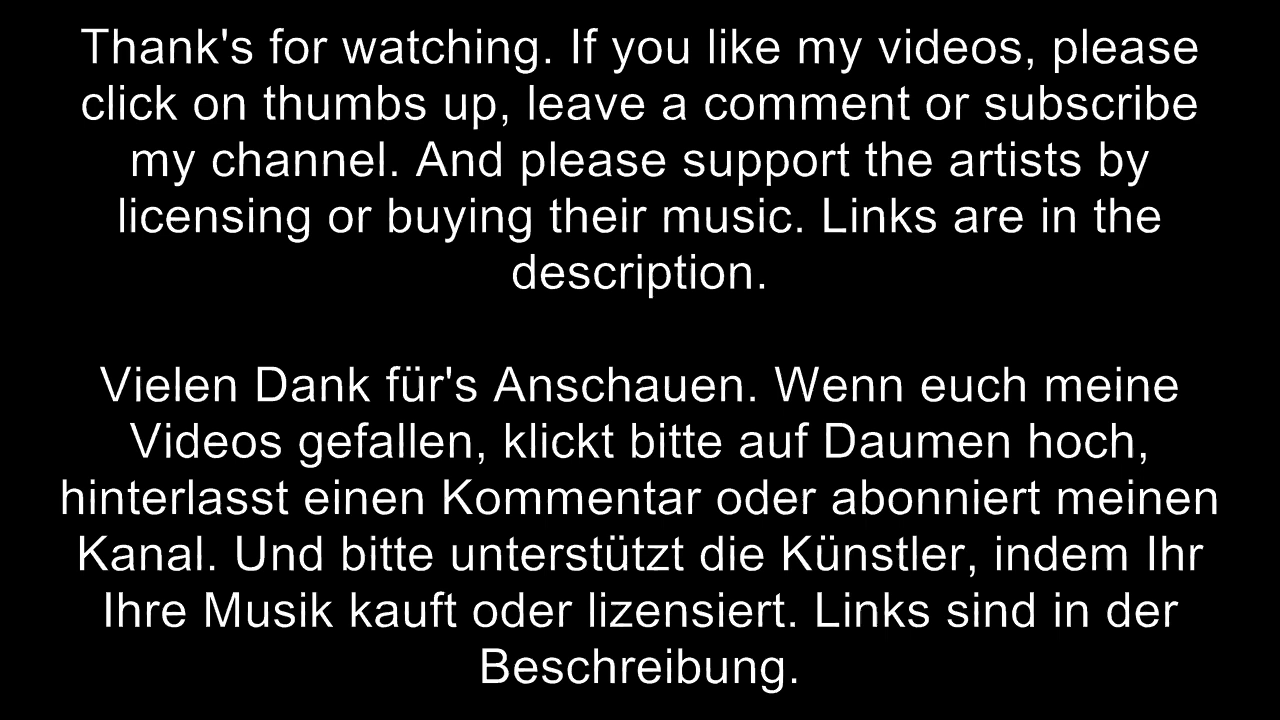 Thank's for watching. If you like my videos, please
click on thumbs up, leave a comment or subscribe
my channel. And please support the artists by
licensing or buying their music. Links are in the
description.
Vielen Dank für's Anschauen. Wenn euch meine
Videos gefallen, klickt bitte auf Daumen hoch,
hinterlasst einen Kommentar oder abonniert meinen
Kanal. Und bitte unterstützt die Künstler, indem Ihr
Ihre Musik kauft oder lizensiert. Links sind in der
Beschreibung.